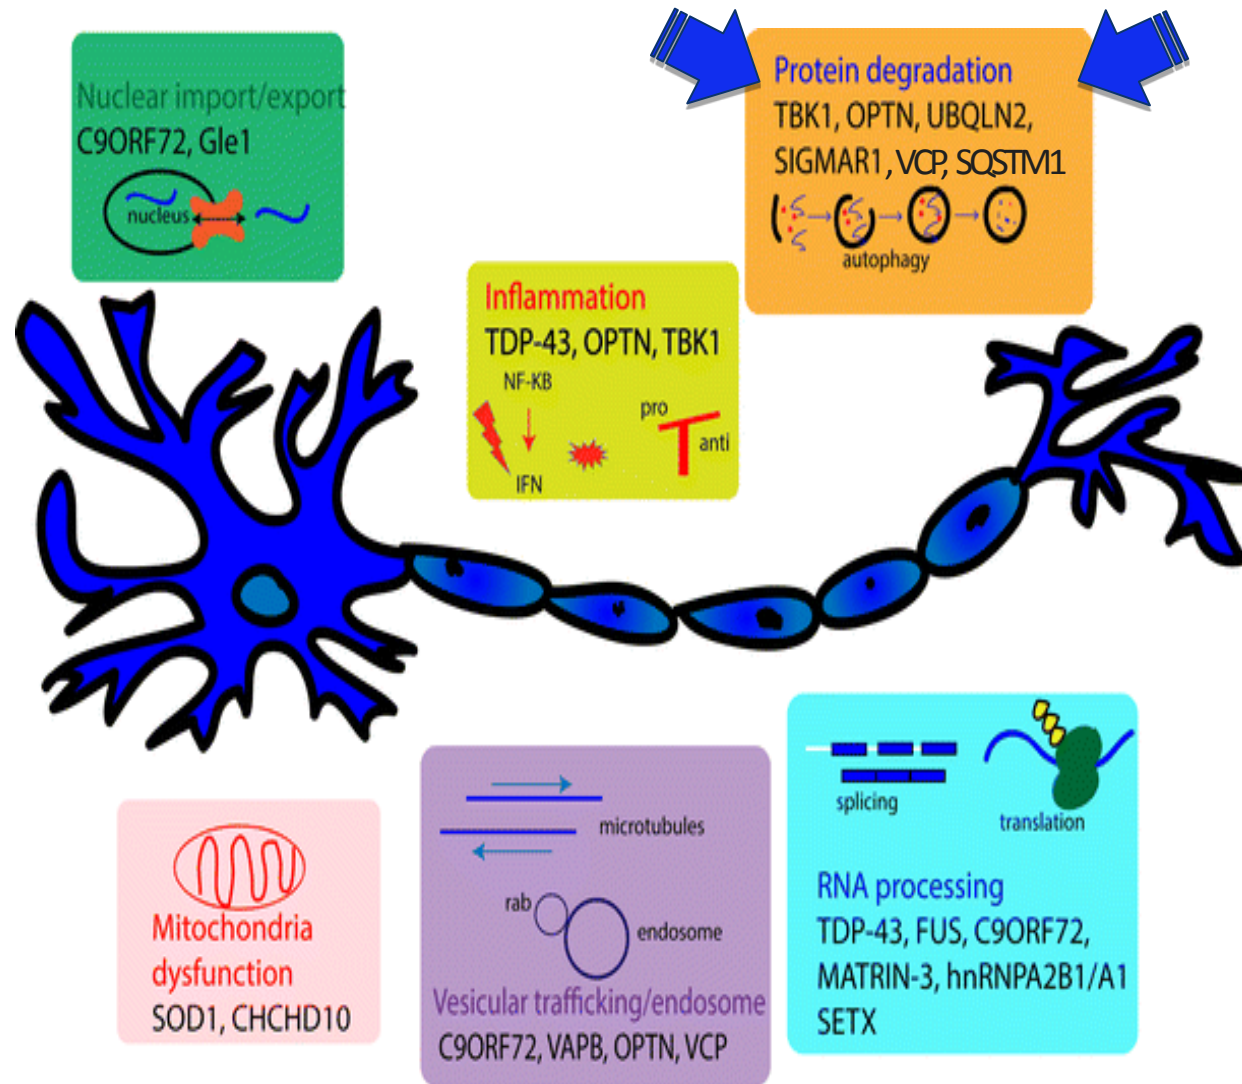 Nuclear import/export
C9ORF72, Gle1
nucleus
Protein degradation
TBK1, OPTN, UBQLN2,
SIGMAR1, VCP, SQSTM1
autophagy
Inflammation
TDP-43, OPTN, TBK1
NF-KB
IFN
pro
anti
Mitochondria
dysfunction
SOD1, CHCHD10
microtubules
rab
endosome
Vesicular trafficking/endosome
C9ORF72, VAPB, OPTN, VCP
splicing
translation
RNA processing
TDP-43, FUS, C9ORF72,
MATRIN-3, hnRNPA2B1/A1
SETX